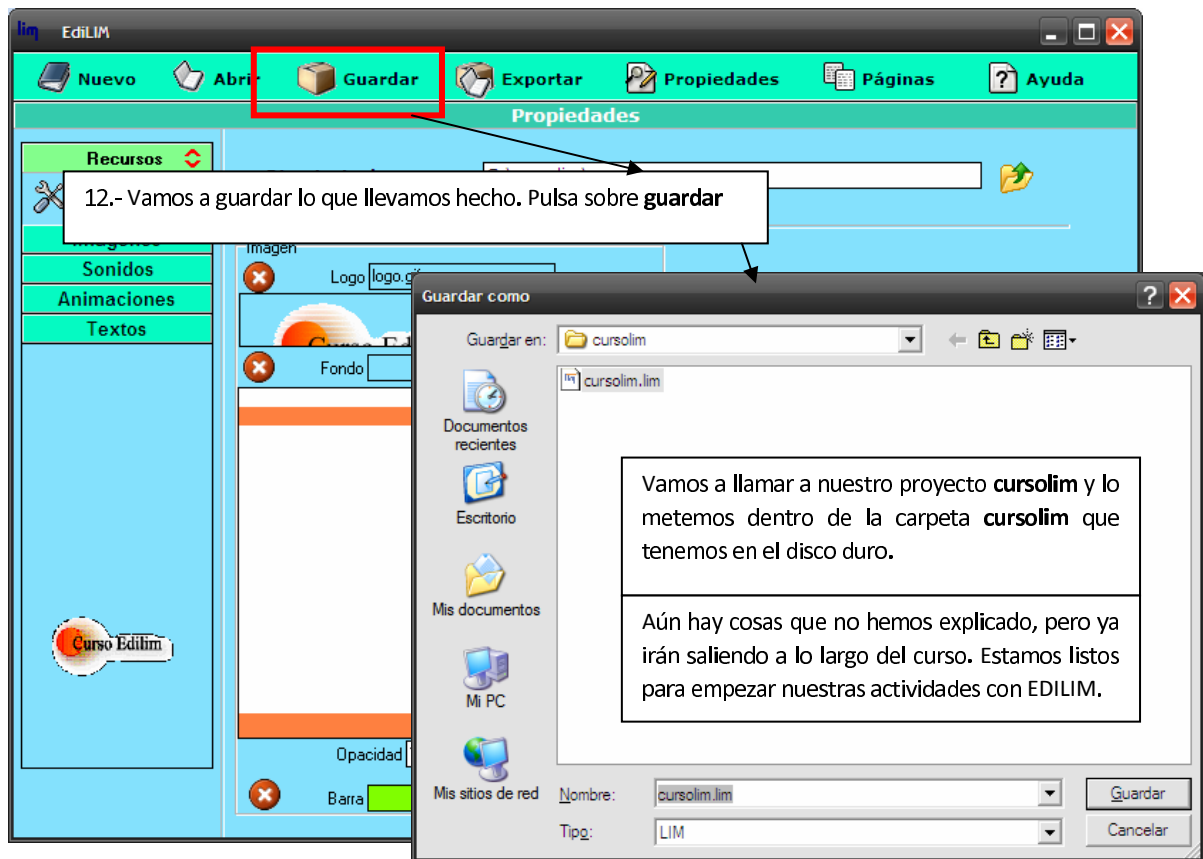 lim EdiLIM
Nuevo Abrir Guardar Exportar Propiedades Páginas Ayuda
Propiedades
Recursos
12.- Vamos a guardar lo que llevamos hecho. Pulsa sobre guardar
Imágenes
Sonidos
Animaciones
Textos
Curso Edilim
Imagen
Logo logo.gif
Fondo
Opacidad
Barra
Guardar como
Guardar en: cursolim
cursolim.lim
Documentos
recientes
Escritorio
Mis documentos
Mi PC
Mis sitios de red
Vamos a llamar a nuestro proyecto cursolim y lo
metemos dentro de la carpeta cursolim que
tenemos en el disco duro.
Aún hay cosas que no hemos explicado, pero ya
irán saliendo a lo largo del curso. Estamos listos
para empezar nuestras actividades con EDILIM.
Nombre: cursolim.lim Guardar
Tipo: LIM Cancelar